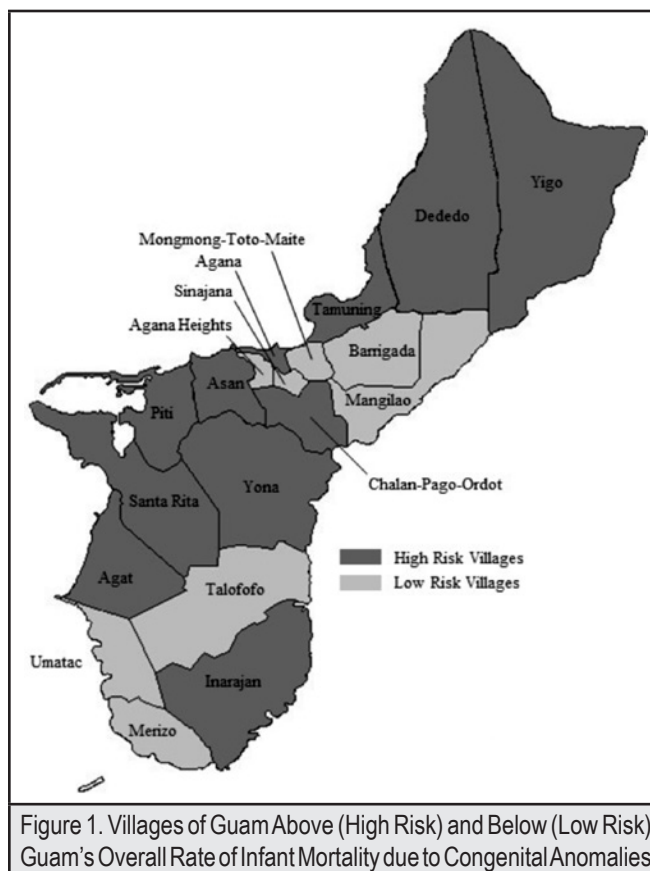 Yigo
Dededo
Mongmong-Toto-Maite
Agana
Sinajana
Tamuning
Agana Heights
Barrigada
Asan
Mangilao
Piti
Chalan-Pago-Ordot
Yona
Santa Rita
High Risk Villages
Agat
Talofofo
Low Risk Villages
Umatac
Inarajan
Merizo
Figure 1. Villages of Guam Above (High Risk) and Below (Low Risk)
Guam's Overall Rate of Infant Mortality due to Congenital Anomalies